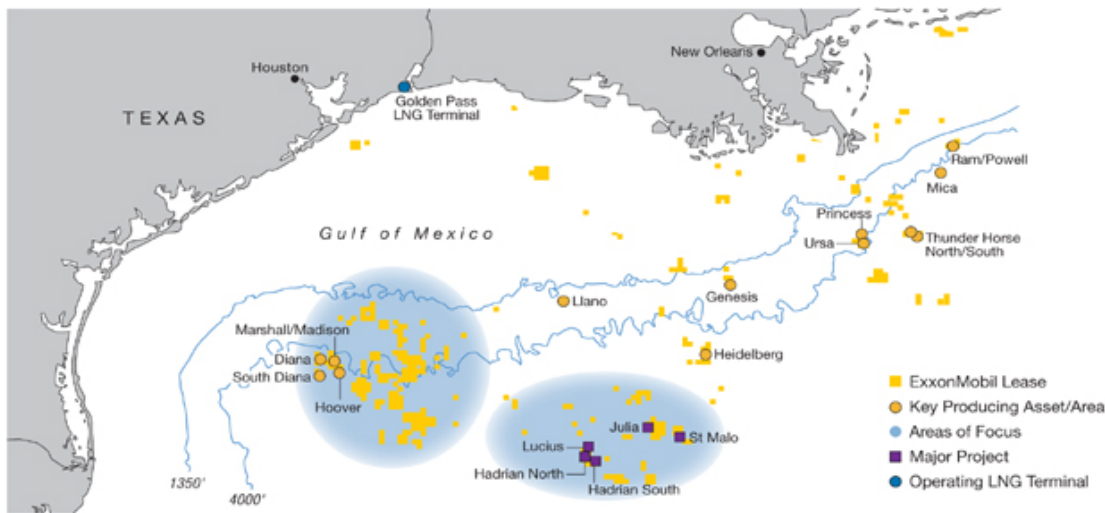 New Orleans
Houston
Golden Pass
LNG Terminal
TEXAS
Ram/Powell
Mica
Princess
Gulf of Mexico
Ursa
Thunder Horse
North/South
Genesis
Llano
Marshall/Madison
Diana
South Diana
Hoover
Heidelberg
ExxonMobil Lease
Key Producing Asset/Area
Areas of Focus
Major Project
Operating LNG Terminal
Julia
St Malo
Lucius
Hadrian North
Hadrian South
1350'
4000'